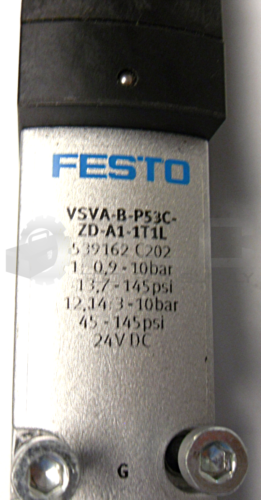 FESTO
VSVA-B-P53C-
ZD-A1-1T1L
539162 C202
1: 0,9-10bar
13,7-145psi
12,14:3-10bar
45-145psi
24V DC
G